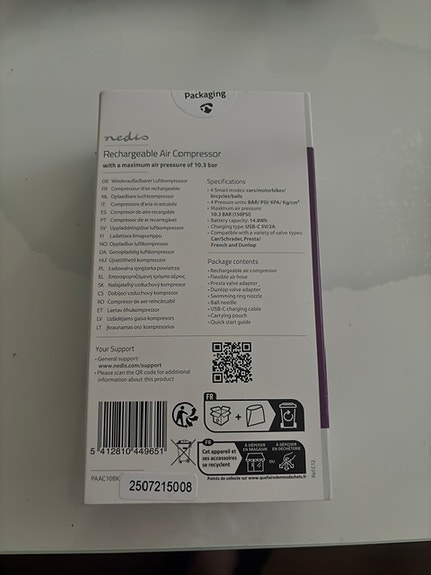 Packaging
nedis
Rechargeable Air Compressor
with a maximum air pressure of 10.3 bar
DE Wiederaufladbarer Luftkompressor
FR Compresseur d'air rechargeable
NL Oplaadbare luchtcompressor
IT Compressore d'aria ricaricabile
ES Compresor de aire recargable
PT Compressor de ar recarregável
SV Uppladdningsbar luftkompressor
FI Ladattava ilmapumppu
NO Oppladbar luftkompressor
DA Genopladelig luftkompressor
HU Újratölthető kompresszor
PL Ładowalna sprężarka powietrza
EL Επαναφορτιζόμενη τρόμπα αέρος
SK Nabíjateľný vzduchový kompresor
CS Dobíjecí vzduchový kompresor
RO Compresor de aer reîncărcabil
ET Laetav õhukompressor
LV Uzlādējams gaisa kompresors
LT Įkraunamas oro kompresorius
Specifications
• 4 Smart modes: cars/motorbikes/
bicycles/balls
• 4 Pressure units: BAR/ PSI/ KPA/ Kg/cm²
• Maximum air pressure:
10.3 BAR (150PSI)
• Battery capacity: 14.8Wh
• Charging type: USB-C 5V/2A
• Compatible with a variety of valve types:
Car/Schrader, Presta/
French and Dunlop
Package contents
• Rechargeable air compressor
• Flexible air hose
• Presta valve adapter
• Dunlop valve adapter
• Swimming ring nozzle
• Ball needle
• USB-C charging cable
• Carrying pouch
• Quick start guide
Your Support
• General support:
www.nedis.com/support
• Please scan the QR code for additional
information about this product
FR
+
5 412810 449651
FR
Cet appareil et
ses accessoires
se recyclent
À DÉPOSER
EN MAGASIN
OU
À DÉPOSER
EN DÉCHÈTERIE
Points de collecte sur www.quefairedemesdechets.fr
PAAC108K
2507215008